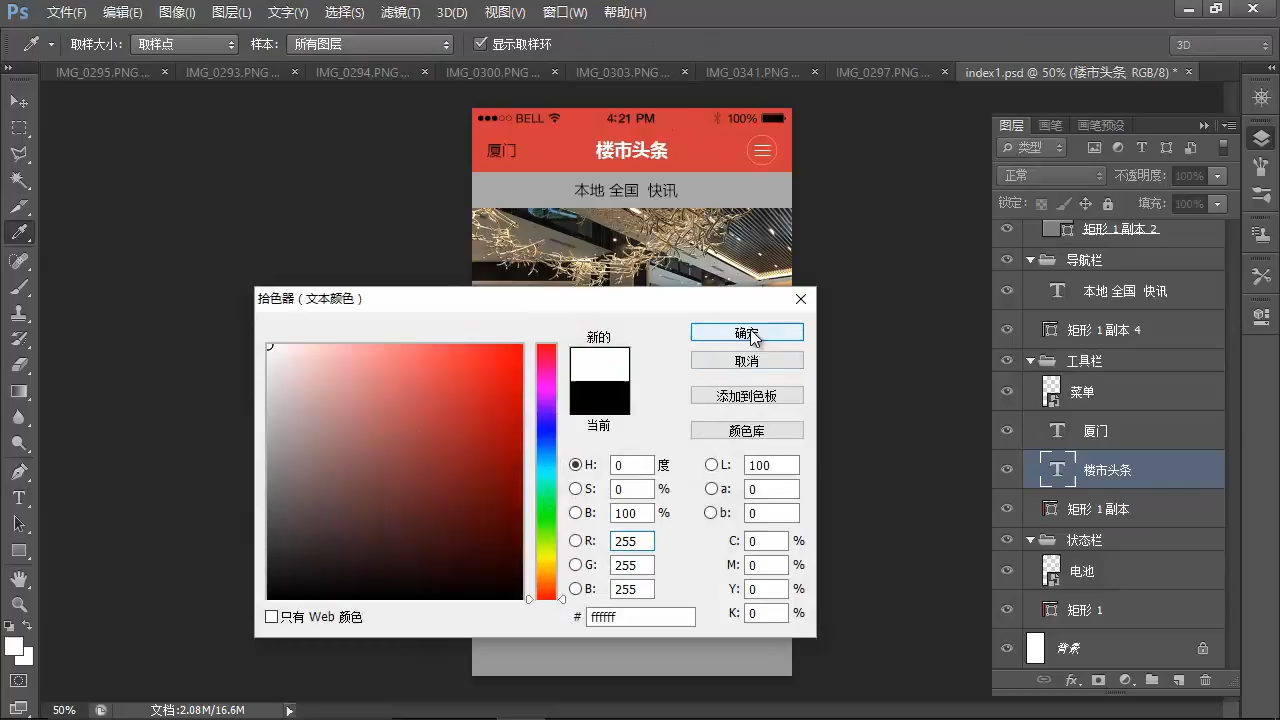 Ps 文件(F) 编辑(E) 图像(I) 图层(L) 文字(Y) 选择(S) 滤镜(T) 3D(D) 视图(V) 窗口(W) 帮助(H)
取样大小: 取样点 样本: 所有图层 显示取样环 3D
IMG_0295.PNG ... × IMG_0293.PNG ... × IMG_0294.PNG ... × IMG_0300.PNG ... × IMG_0303.PNG ... × IMG_0341.PNG ... × IMG_0297.PNG ... × index1.psd @ 50% (楼市头条, RGB/8) * ×
BELL 4:21 PM 100%
厦门 楼市头条
本地 全国 快讯
拾色器（文本颜色）
新的
当前
确定
取消
添加到色板
颜色库
H: 0 度 L: 100
S: 0 % a: 0
B: 100 % b: 0
R: 255 C: 0 %
G: 255 M: 0 %
B: 255 Y: 0 %
# ffffff K: 0 %
只有 Web 颜色
图层 画笔 画笔预设
类型
正常 不透明度: 100%
锁定: 填充: 100%
矩形 1 副本 2
导航栏
T 本地 全国 快讯
矩形 1 副本 4
工具栏
菜单
T 厦门
T 楼市头条
矩形 1 副本
状态栏
电池
矩形 1
背景
fx
50% 文档:2.08M/16.6M